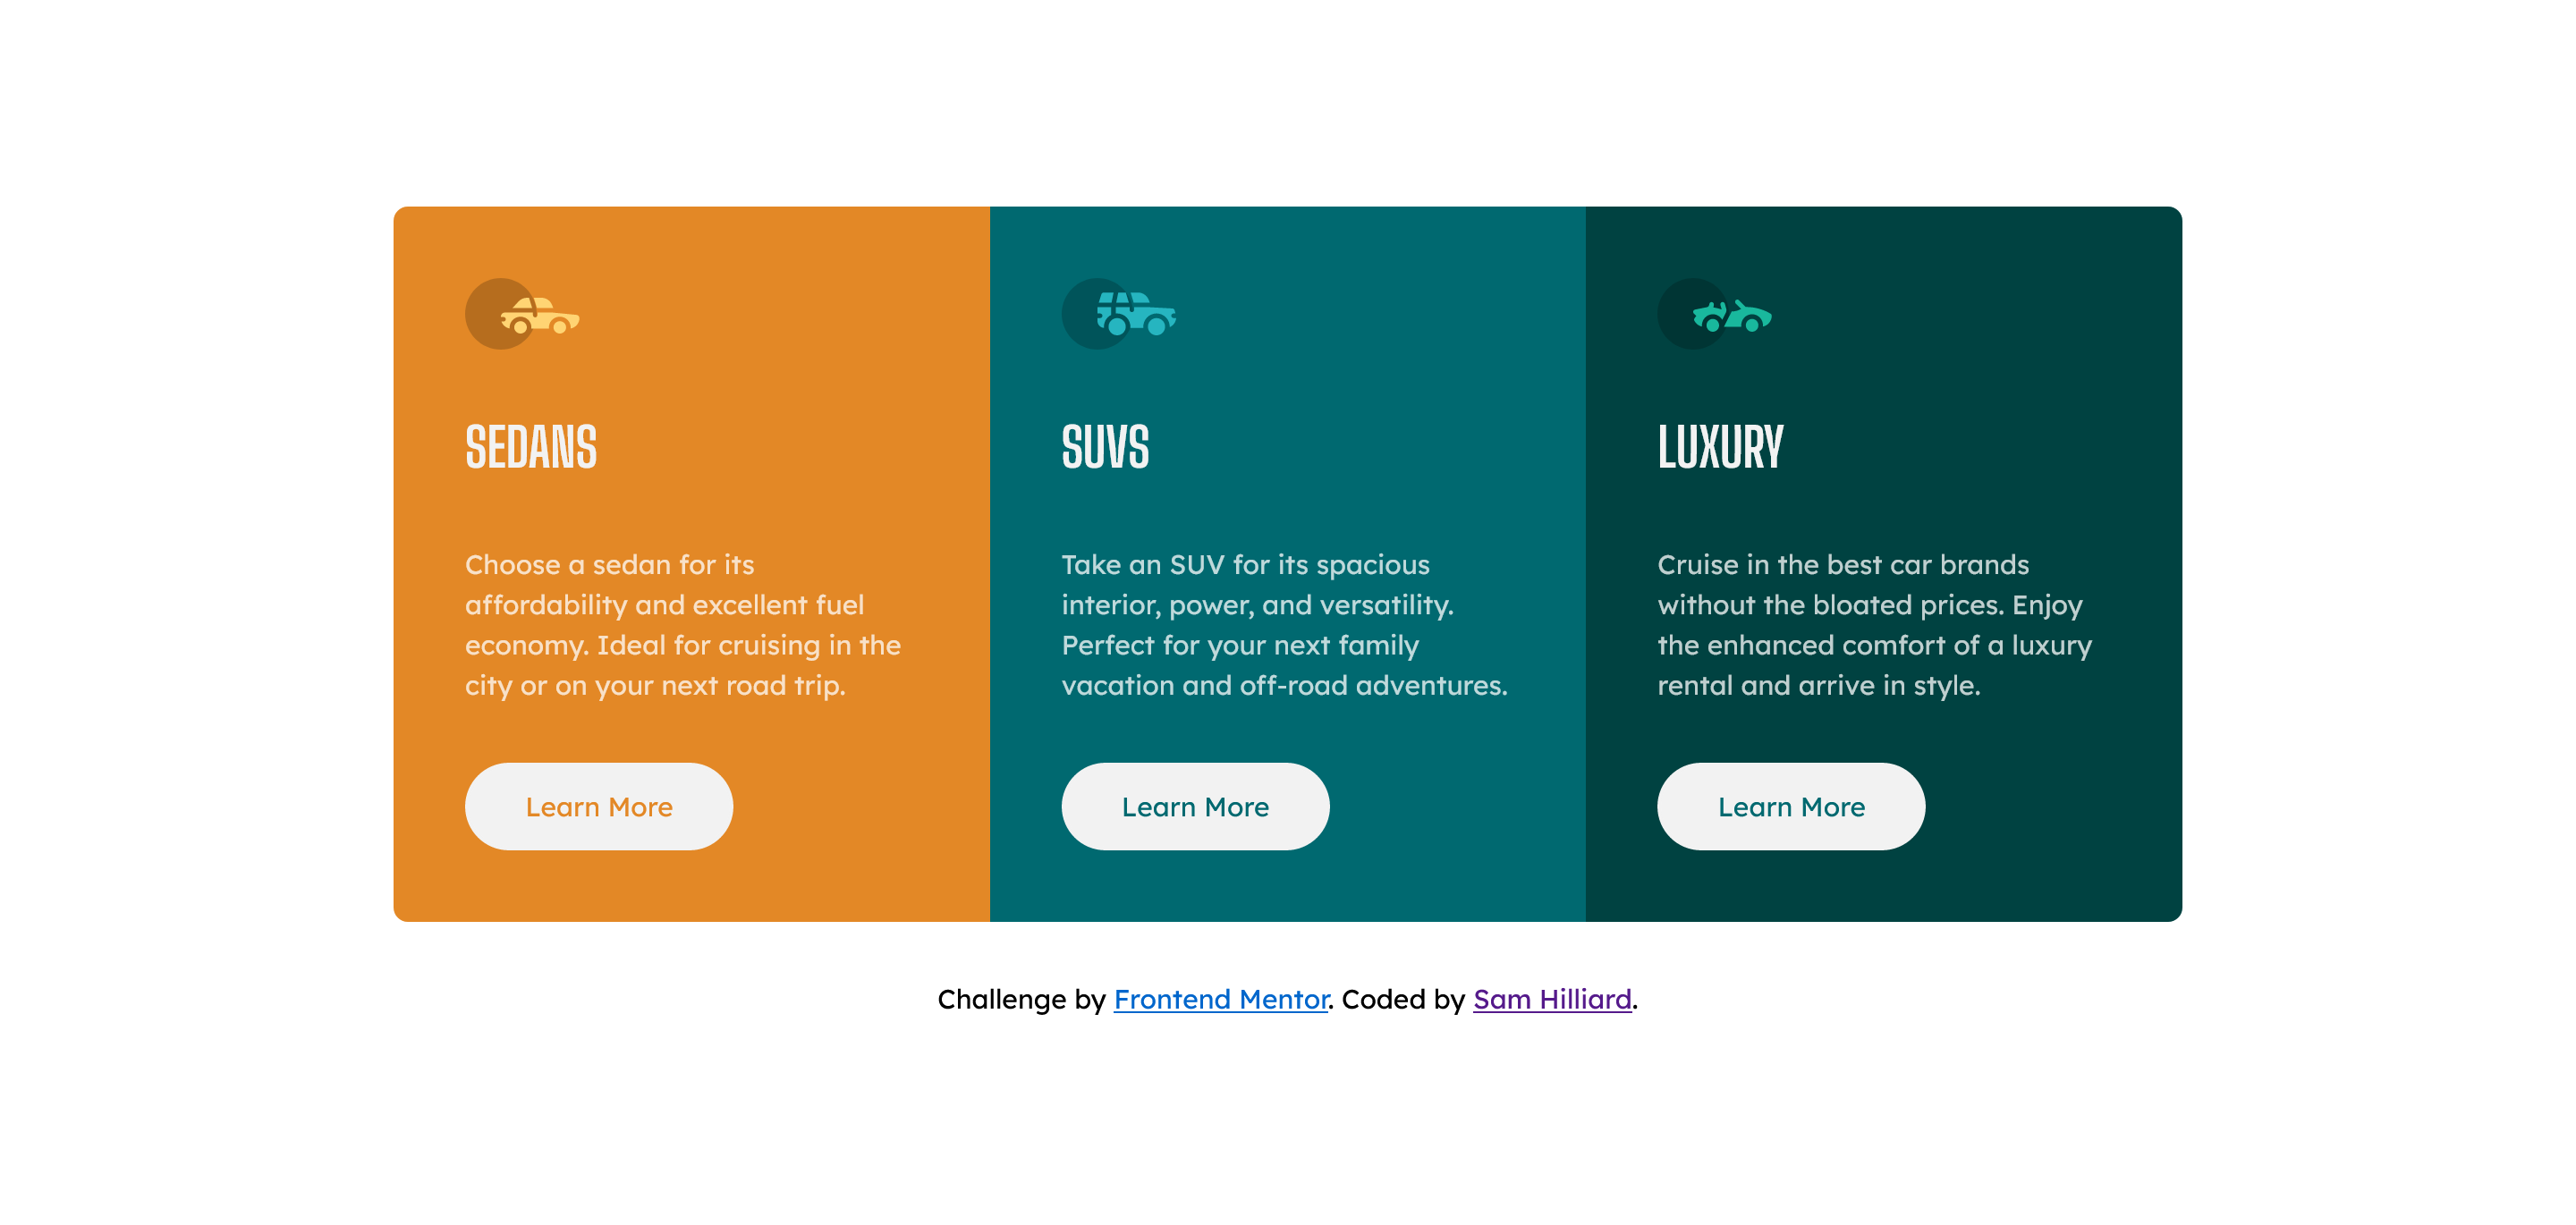 SEDANS
Choose a sedan for its
affordability and excellent fuel
economy. Ideal for cruising in the
city or on your next road trip.
Learn More
SUVS
Take an SUV for its spacious
interior, power, and versatility.
Perfect for your next family
vacation and off-road adventures.
Learn More
LUXURY
Cruise in the best car brands
without the bloated prices. Enjoy
the enhanced comfort of a luxury
rental and arrive in style.
Learn More
Challenge by Frontend Mentor. Coded by Sam Hilliard.